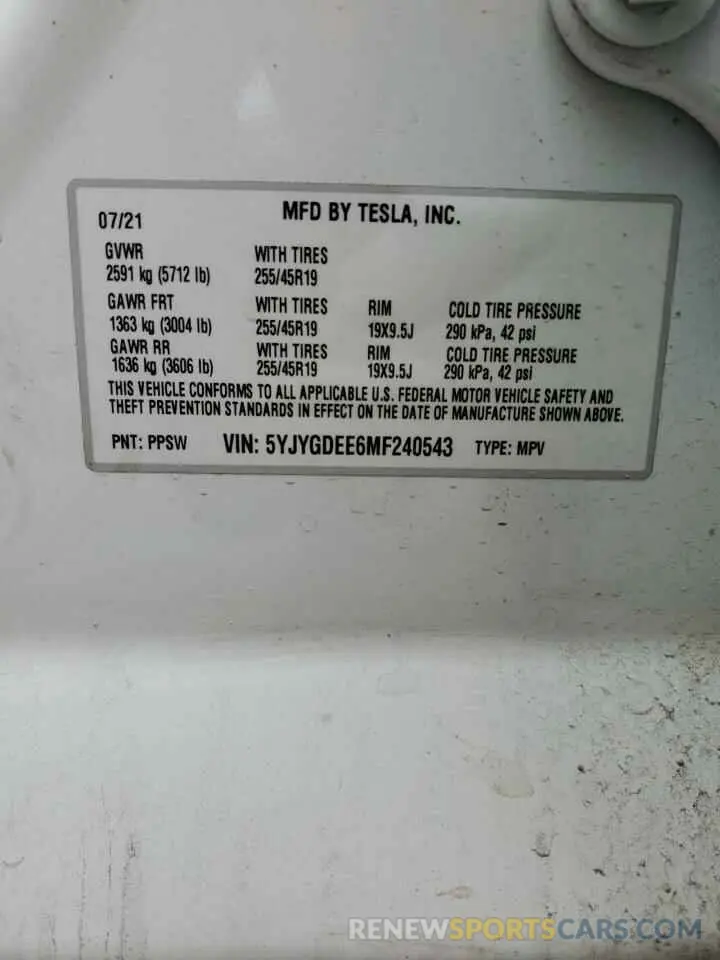 07/21 MFD BY TESLA, INC.
GVWR WITH TIRES
2591 kg (5712 lb) 255/45R19
GAWR FRT WITH TIRES RIM COLD TIRE PRESSURE
1363 kg (3004 lb) 255/45R19 19X9.5J 290 kPa, 42 psi
GAWR RR WITH TIRES RIM COLD TIRE PRESSURE
1636 kg (3606 lb) 255/45R19 19X9.5J 290 kPa, 42 psi
THIS VEHICLE CONFORMS TO ALL APPLICABLE U.S. FEDERAL MOTOR VEHICLE SAFETY AND
THEFT PREVENTION STANDARDS IN EFFECT ON THE DATE OF MANUFACTURE SHOWN ABOVE.
PNT: PPSW VIN: 5YJYGDEE6MF240543 TYPE: MPV
RENEWSPORTSCARS.COM